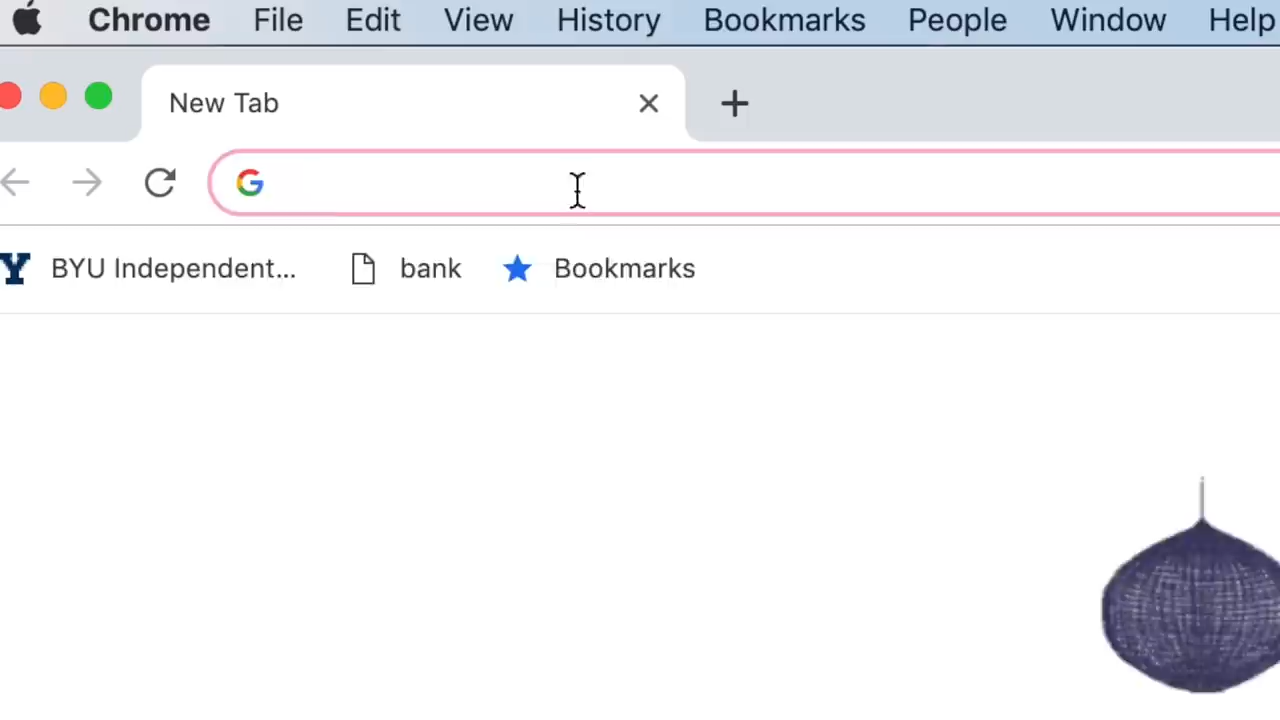 Chrome File Edit View History Bookmarks People Window Help
New Tab
BYU Independent... bank Bookmarks